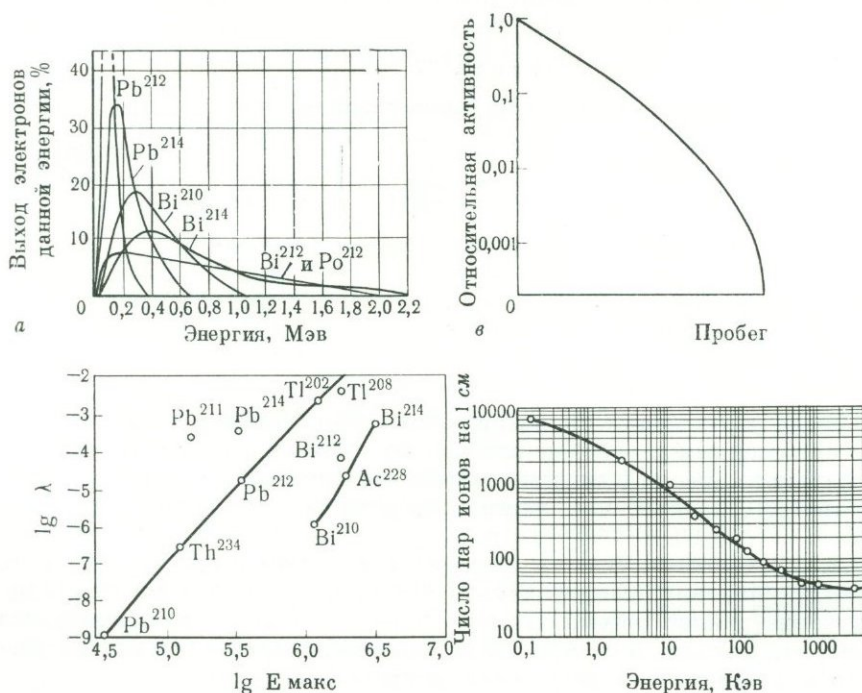 Выход электронов
данной энергии, %
40
30
20
10
0
Pb²¹²
Pb²¹⁴
Bi²¹⁰
Bi²¹⁴
Bi²¹² и Po²¹²
0,2 0,4 0,6 0,8 1,0 1,2 1,4 1,6 1,8 2,0 2,2
Энергия, Мэв
а
Относительная активность
1,0
0,1
0,01
0,001
0
Пробег
в
lg λ
−2
−3
−4
−5
−6
−7
−8
−9
Tl²⁰²
Tl²⁰⁸
Pb²¹¹
Pb²¹⁴
Bi²¹⁴
Bi²¹²
Pb²¹²
Ac²²⁸
Bi²¹⁰
Th²³⁴
Pb²¹⁰
4,5 5,0 5,5 6,0 6,5 7,0
lg E макс
Число пар ионов на 1 см
10000
1000
100
10
0,1 1,0 10 100 1000
Энергия, Кэв